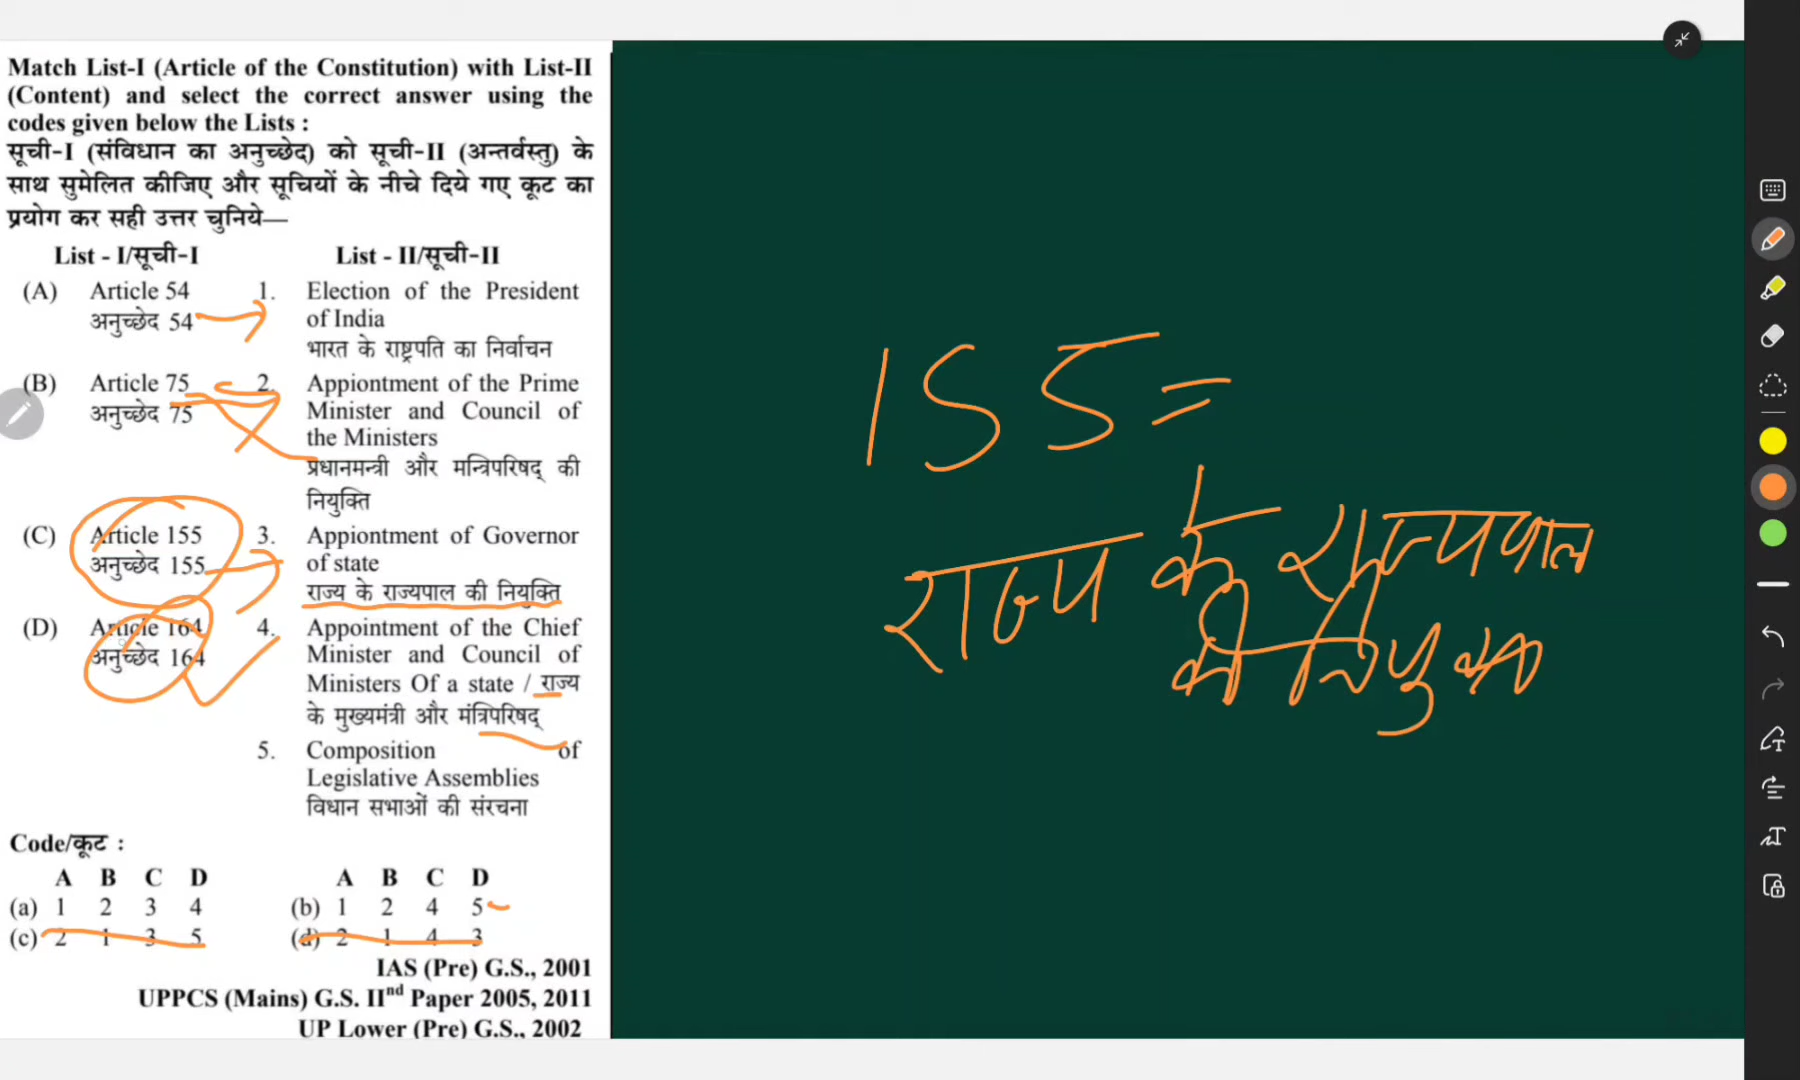 Match List-I (Article of the Constitution) with List-II
(Content) and select the correct answer using the
codes given below the Lists :
सूची-I (संविधान का अनुच्छेद) को सूची-II (अन्तर्वस्तु) के
साथ सुमेलित कीजिए और सूचियों के नीचे दिये गए कूट का
प्रयोग कर सही उत्तर चुनिये—
List - I/सूची-I List - II/सूची-II
(A) Article 54 1. Election of the President
अनुच्छेद 54 of India
भारत के राष्ट्रपति का निर्वाचन
(B) Article 75 2. Appiontment of the Prime
अनुच्छेद 75 Minister and Council of
the Ministers
प्रधानमन्त्री और मन्त्रिपरिषद् की
नियुक्ति
(C) Article 155 3. Appiontment of Governor
अनुच्छेद 155 of state
राज्य के राज्यपाल की नियुक्ति
(D) Article 164 4. Appointment of the Chief
अनुच्छेद 164 Minister and Council of
Ministers Of a state / राज्य
के मुख्यमंत्री और मंत्रिपरिषद्
5. Composition of
Legislative Assemblies
विधान सभाओं की संरचना
Code/कूट :
A B C D A B C D
(a) 1 2 3 4 (b) 1 2 4 5
(c) 2 1 3 5 (d) 2 1 4 3
IAS (Pre) G.S., 2001
UPPCS (Mains) G.S. IInd Paper 2005, 2011
UP Lower (Pre) G.S., 2002
155 =
राज्य के राज्यपाल
की नियुक्ति